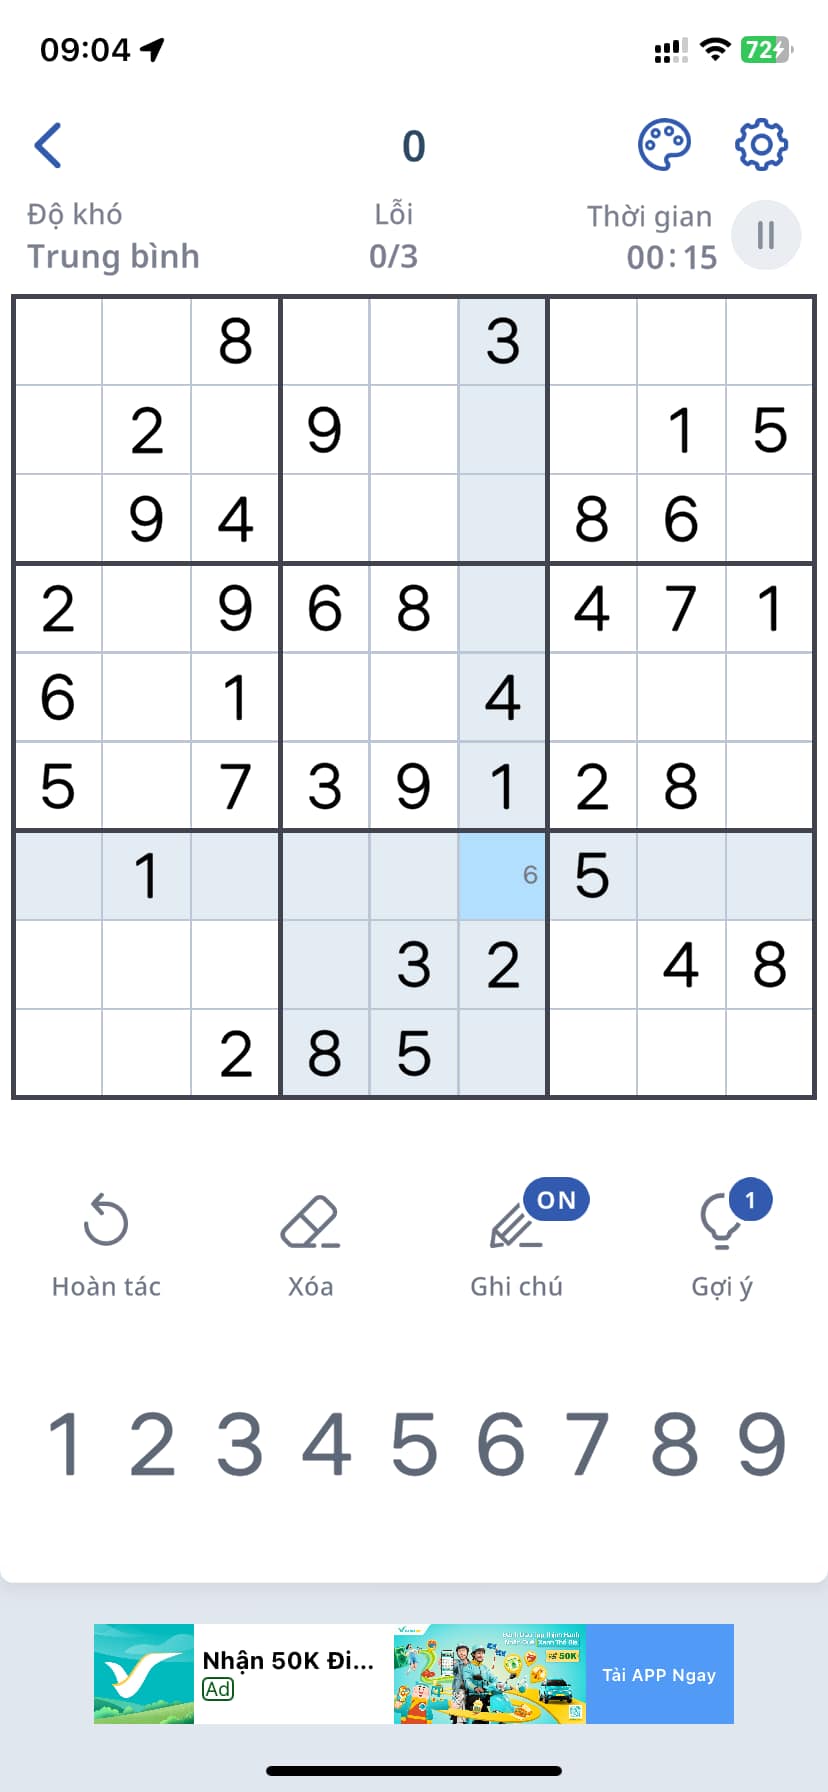 09:04
72
0
Độ khó
Lỗi
Thời gian
Trung bình
0/3
00:15
8 3
2 9 1 5
9 4 8 6
2 9 6 8 4 7 1
6 1 4
5 7 3 9 1 2 8
1 6 5
3 2 4 8
2 8 5
ON
1
Hoàn tác
Xóa
Ghi chú
Gợi ý
1 2 3 4 5 6 7 8 9
Nhận 50K Đi...
Ad
50K
Tải APP Ngay